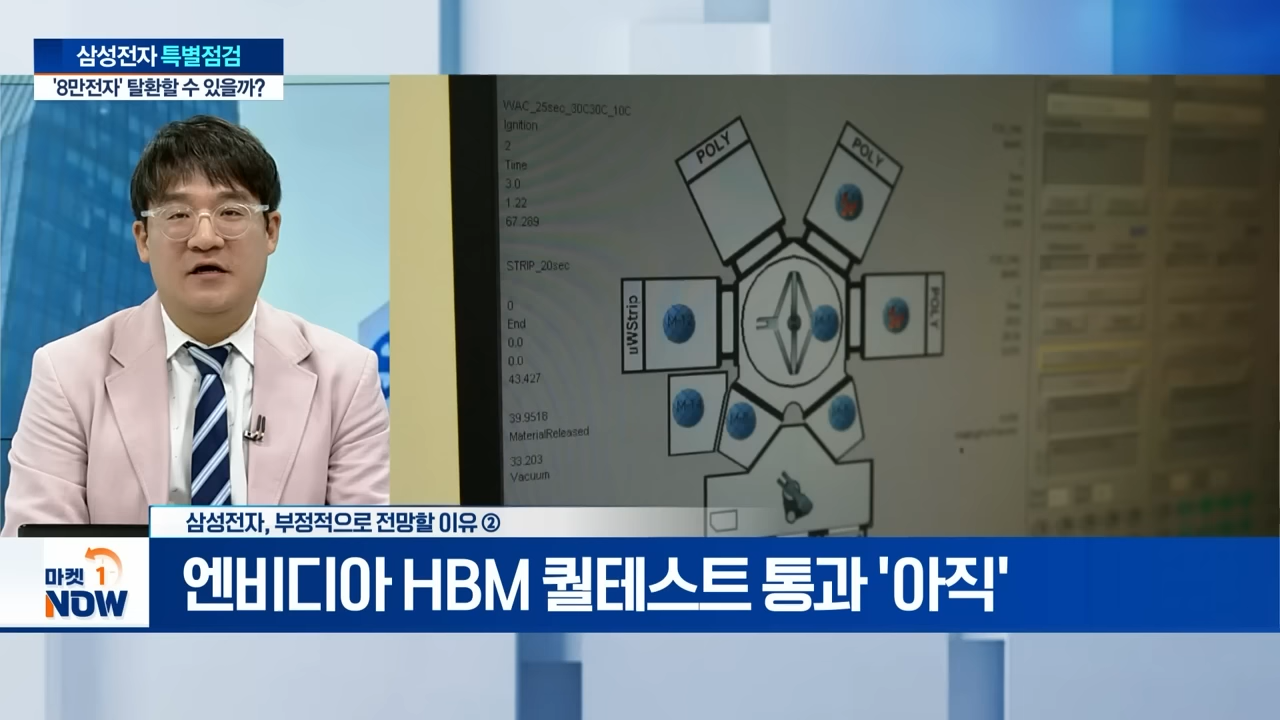 삼성전자 특별점검
'8만전자' 탈환할 수 있을까?
WAC_25sec_30C30C_10C
Ignition
2
Time
3.0
1.22
67.289
STRIP_20sec
0
End
0.0
0.0
43.427
39.9518
MaterialReleased
33.203
Vacuum
POLY
POLY
uWStrip
POLY
삼성전자, 부정적으로 전망할 이유 ②
마켓 1
NOW
엔비디아 HBM 퀄테스트 통과 '아직'